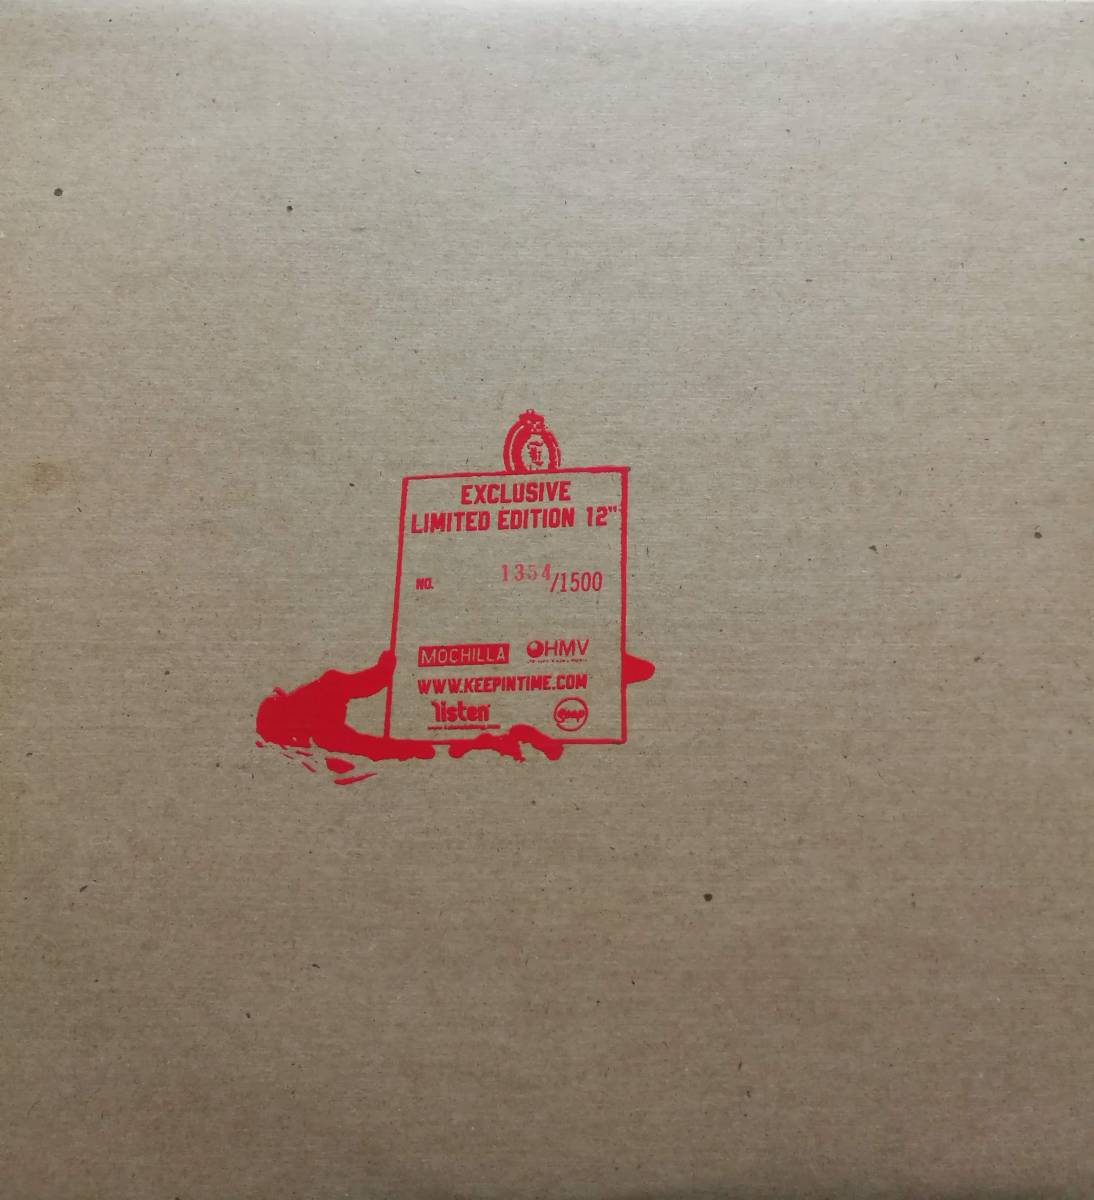 EXCLUSIVE
LIMITED EDITION 12"
NO. 1354/1500
MOCHILLA HMV
WWW.KEEPINTIME.COM
listen